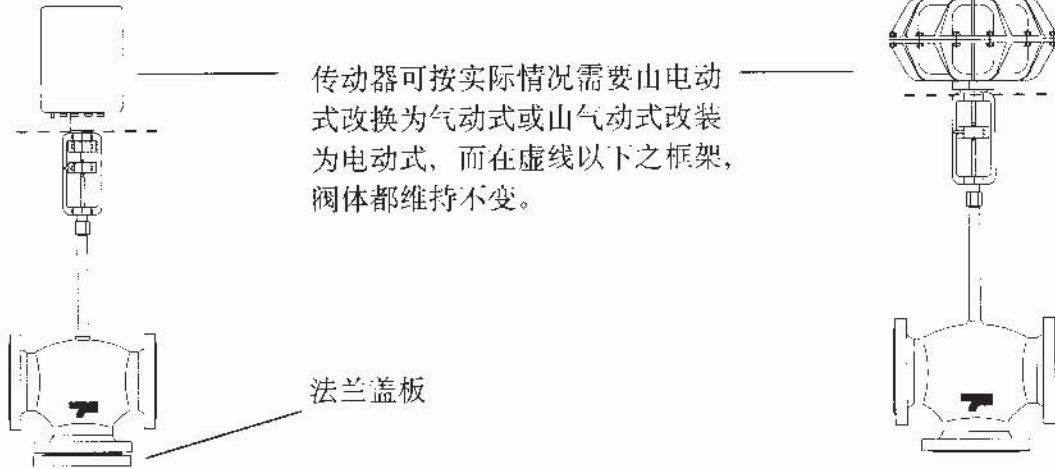 传动器可按实际情况需要由电动
式改换为气动式或由气动式改装
为电动式，而在虚线以下之框架，
阀体都维持不变。
法兰盖板